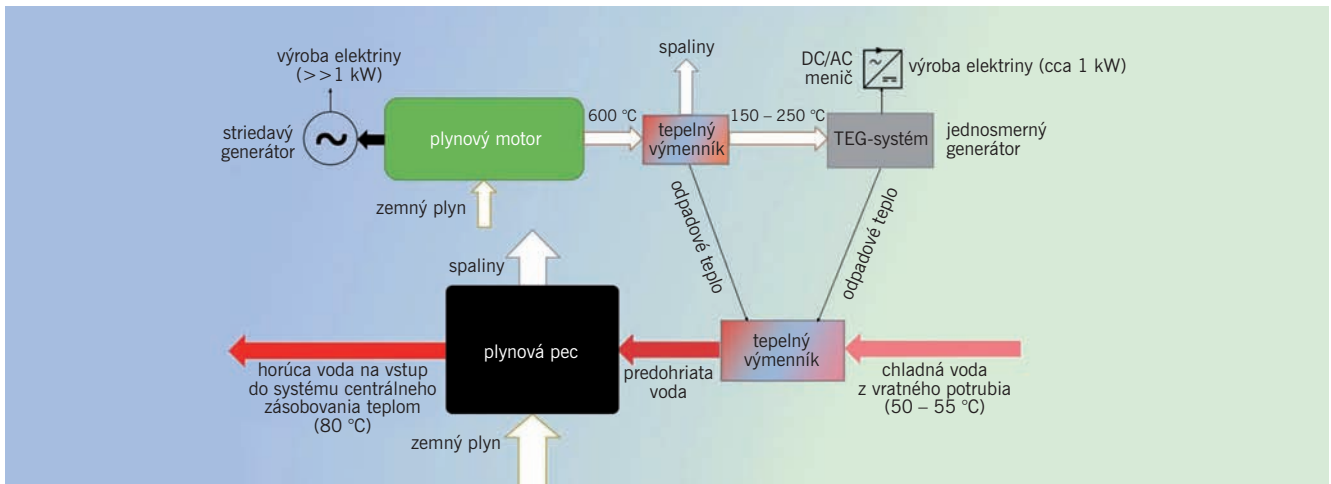 výroba elektriny
(>>1 kW)
striedavý
generátor
plynový motor
zemný plyn
600 °C
spaliny
tepelný
výmenník
150 – 250 °C
DC/AC
menič
výroba elektriny (cca 1 kW)
TEG-systém
jednosmerný
generátor
odpadové teplo
odpadové teplo
spaliny
plynová pec
horúca voda na vstup
do systému centrálneho
zásobovania teplom
(80 °C)
zemný plyn
predohriata
voda
tepelný
výmenník
chladná voda
z vratného potrubia
(50 – 55 °C)